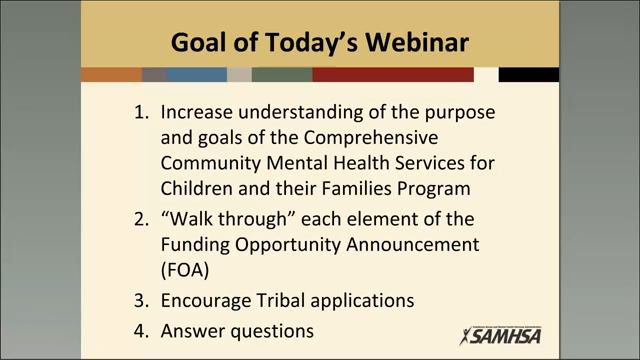 Goal of Today's Webinar
1. Increase understanding of the purpose
and goals of the Comprehensive
Community Mental Health Services for
Children and their Families Program
2. “Walk through” each element of the
Funding Opportunity Announcement
(FOA)
3. Encourage Tribal applications
4. Answer questions
SAMHSA